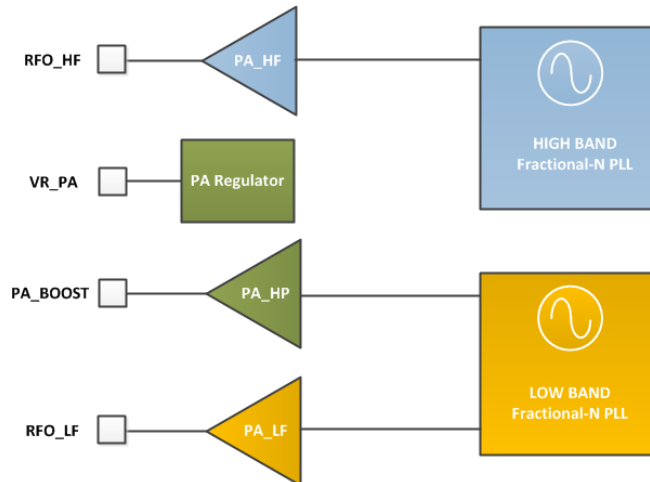 RFO_HF
PA_HF
HIGH BAND
Fractional-N PLL
VR_PA
PA Regulator
PA_BOOST
PA_HP
LOW BAND
Fractional-N PLL
RFO_LF
PA_LF